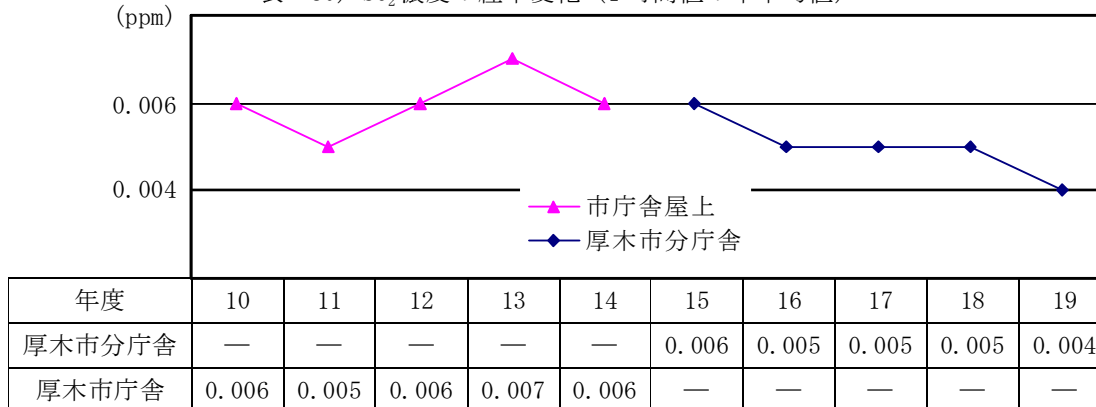 (ppm)
0.006
0.004
市庁舎屋上
厚木市分庁舎
年度 10 11 12 13 14 15 16 17 18 19
厚木市分庁舎 — — — — — 0.006 0.005 0.005 0.005 0.004
厚木市庁舎 0.006 0.005 0.006 0.007 0.006 — — — — —